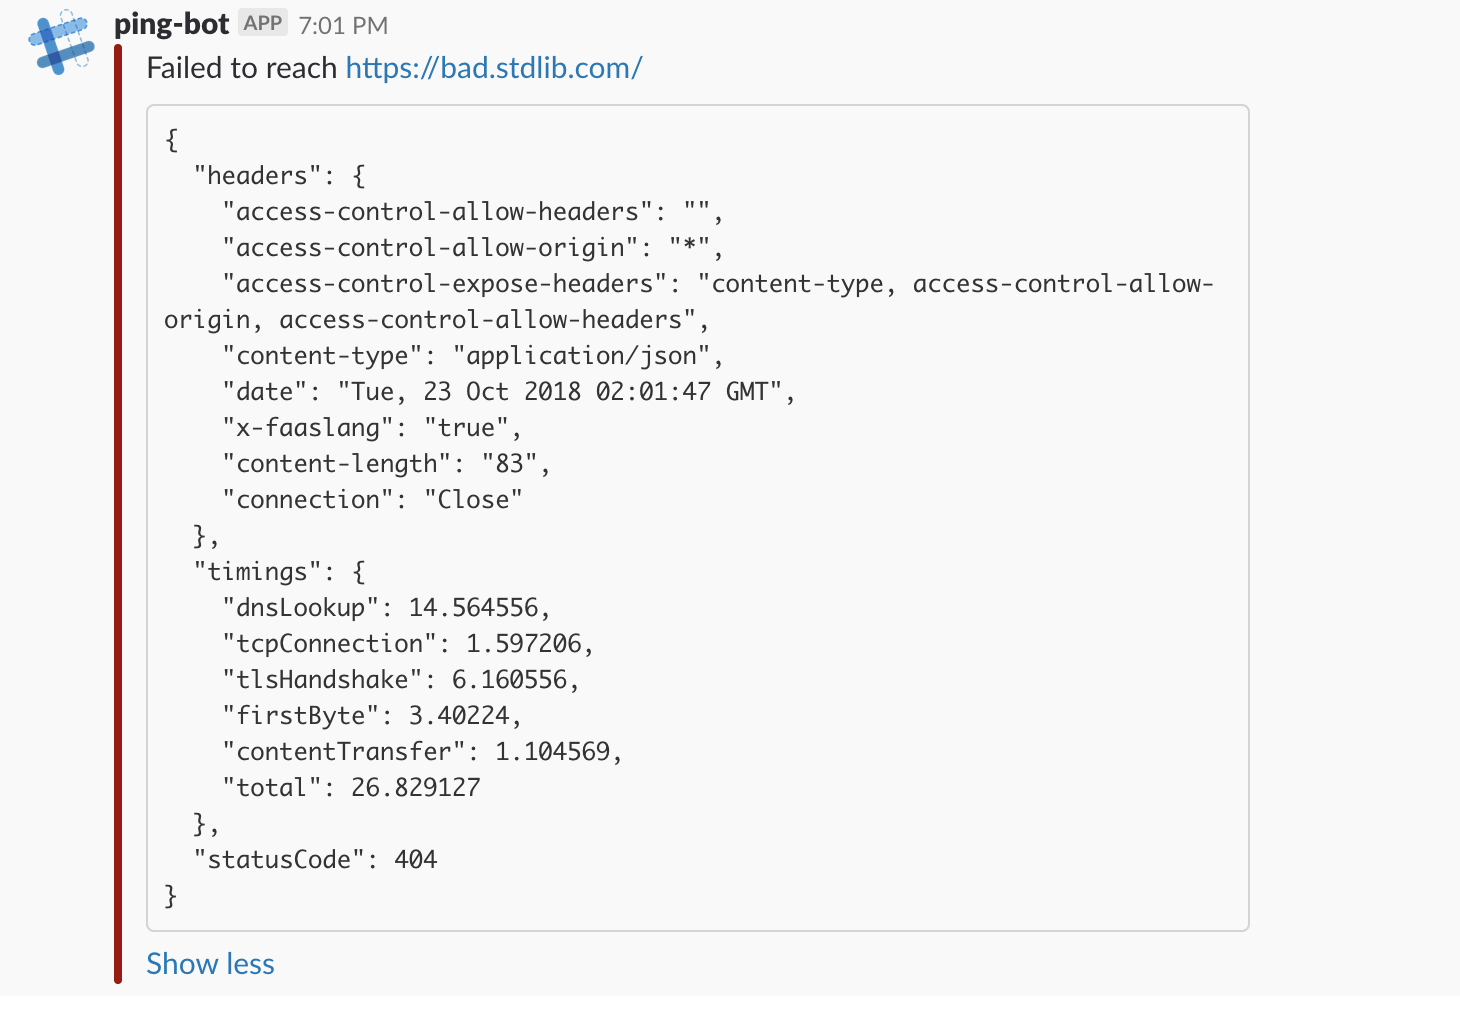 ping-bot APP 7:01 PM
Failed to reach https://bad.stdlib.com/
{
  "headers": {
    "access-control-allow-headers": "",
    "access-control-allow-origin": "*",
    "access-control-expose-headers": "content-type, access-control-allow-
origin, access-control-allow-headers",
    "content-type": "application/json",
    "date": "Tue, 23 Oct 2018 02:01:47 GMT",
    "x-faaslang": "true",
    "content-length": "83",
    "connection": "Close"
  },
  "timings": {
    "dnsLookup": 14.564556,
    "tcpConnection": 1.597206,
    "tlsHandshake": 6.160556,
    "firstByte": 3.40224,
    "contentTransfer": 1.104569,
    "total": 26.829127
  },
  "statusCode": 404
}
Show less